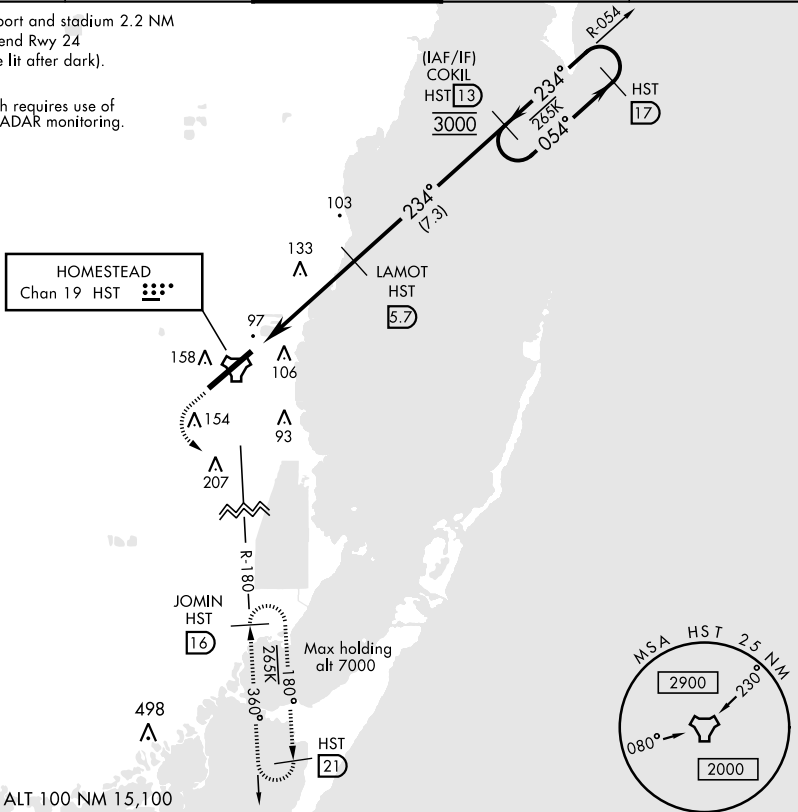 port and stadium 2.2 NM
end Rwy 24
e lit after dark).
h requires use of
ADAR monitoring.
R-054
(IAF/IF)
COKIL
HST 13
3000
234°
265K
054°
HST
17
234°
(7.3)
103
133
LAMOT
HST
5.7
HOMESTEAD
Chan 19 HST
97
158
106
154
93
207
R-180
JOMIN
HST
16
265K
180°
360°
Max holding
alt 7000
HST
21
498
MSA HST 25 NM
2900
230°
080°
2000
ALT 100 NM 15,100